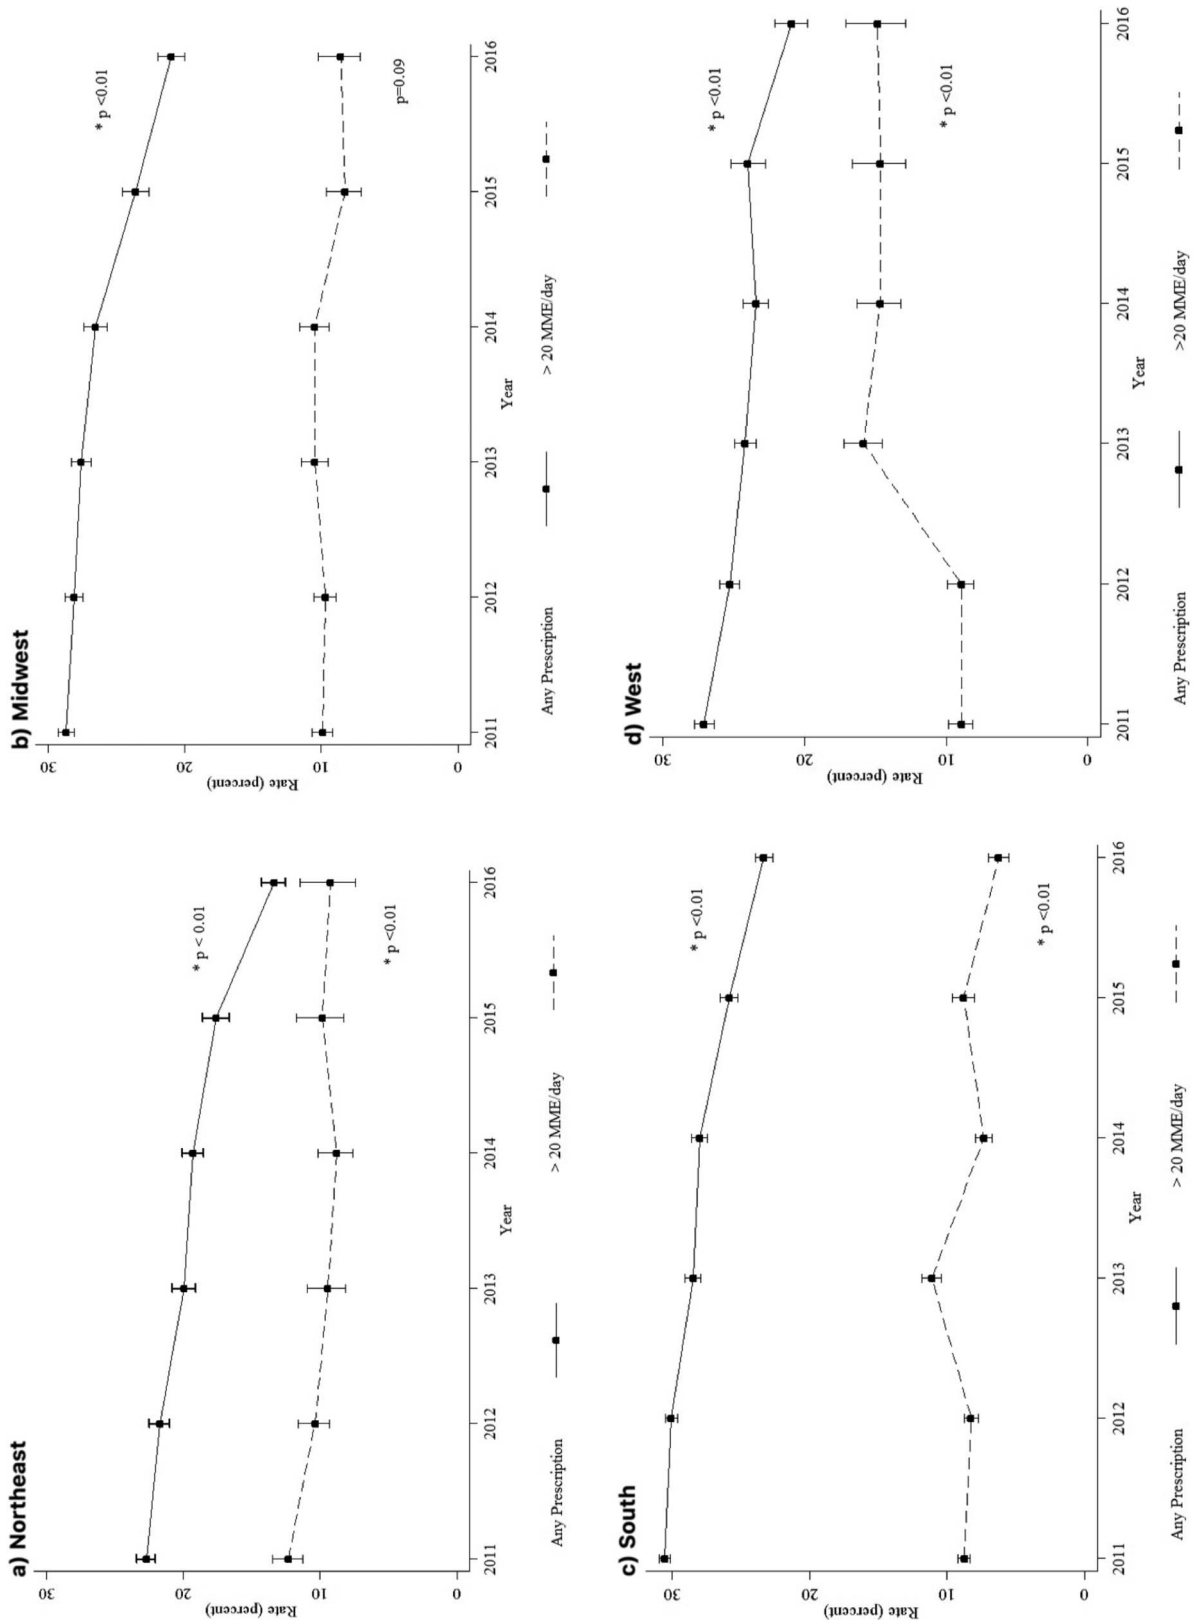 a) Northeast
30
20
10
0
Rate (percent)
* p < 0.01
* p <0.01
2011 2012 2013 2014 2015 2016
Year
Any Prescription > 20 MME/day
b) Midwest
30
20
10
0
Rate (percent)
* p <0.01
p=0.09
2011 2012 2013 2014 2015 2016
Year
Any Prescription > 20 MME/day
c) South
30
20
10
0
Rate (percent)
* p <0.01
* p <0.01
2011 2012 2013 2014 2015 2016
Year
Any Prescription > 20 MME/day
d) West
30
20
10
0
Rate (percent)
* p <0.01
* p <0.01
2011 2012 2013 2014 2015 2016
Year
Any Prescription >20 MME/day